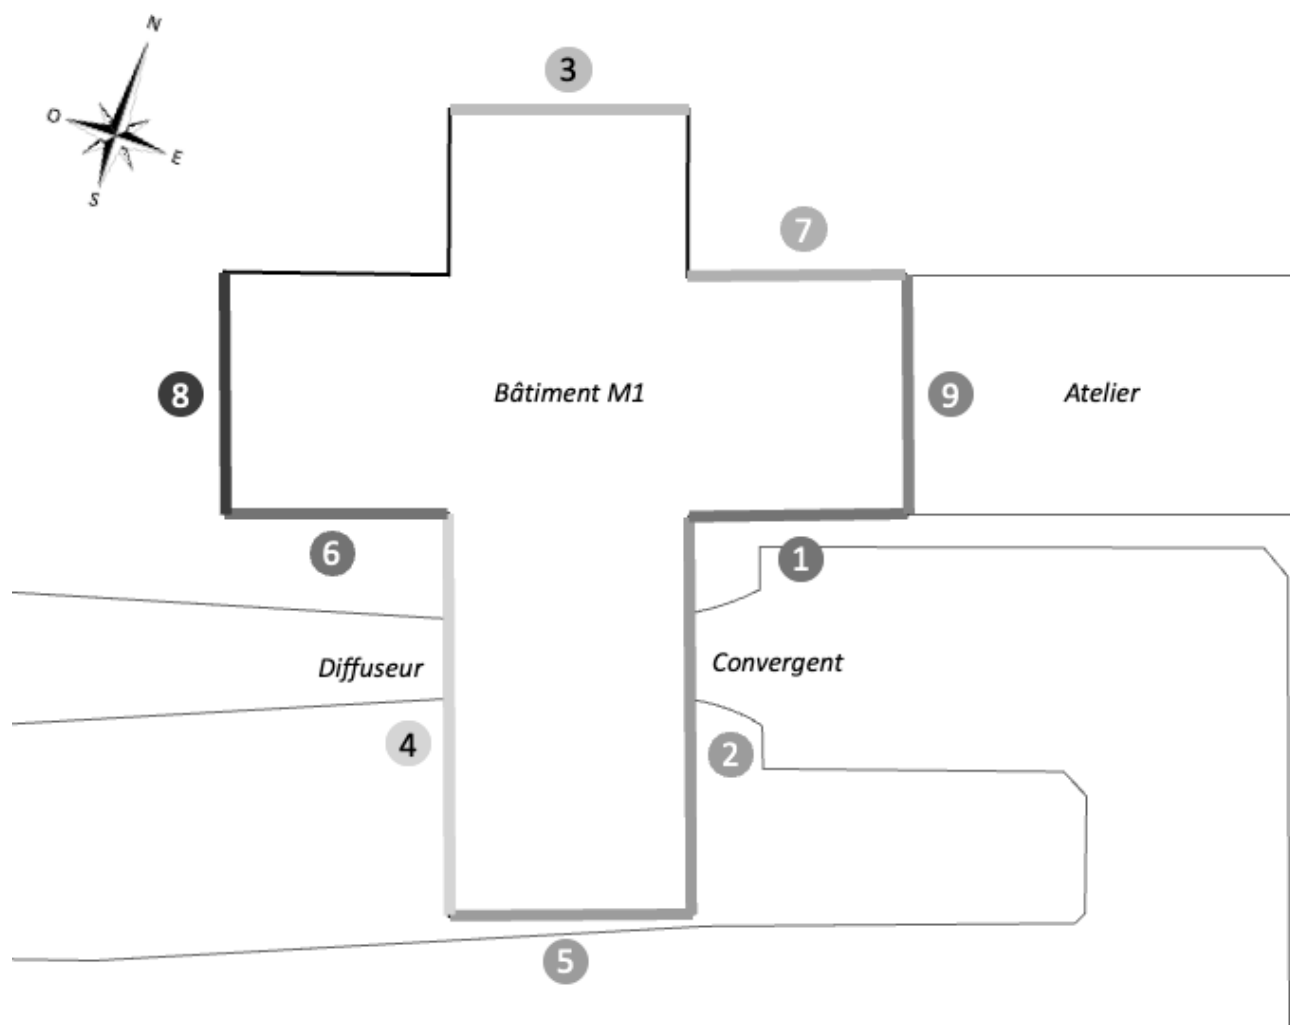 N
O
E
S
3
7
8
Bâtiment M1
9
Atelier
6
1
Diffuseur
Convergent
4
2
5